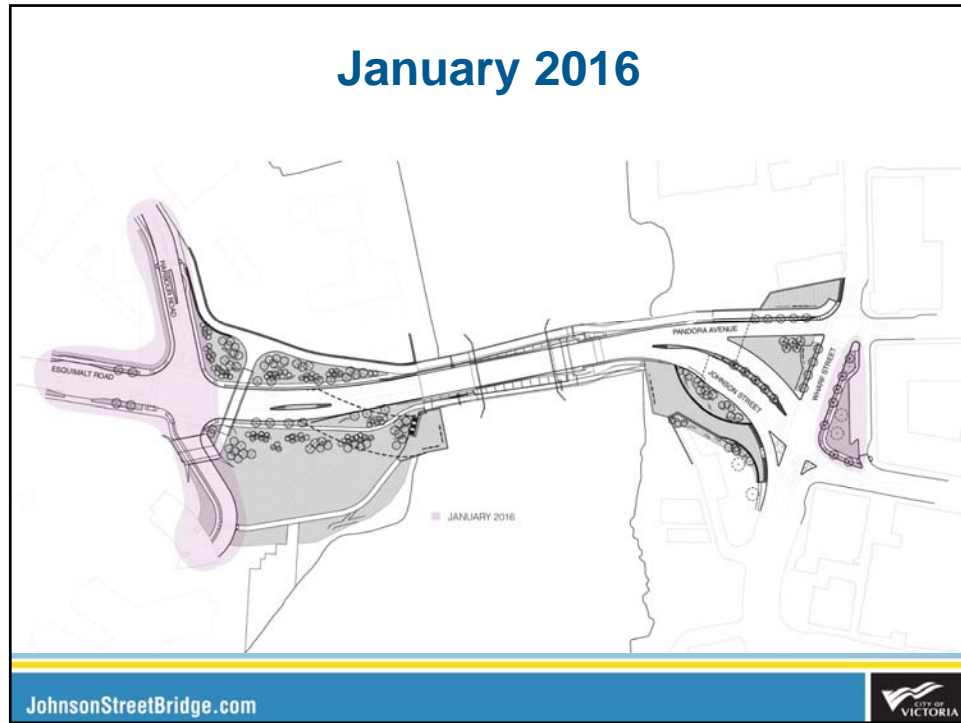 January 2016
HARBOUR ROAD
ESQUIMALT ROAD
PANDORA AVENUE
JOHNSON STREET
WHARF STREET
JANUARY 2016
JohnsonStreetBridge.com
CITY OF
VICTORIA